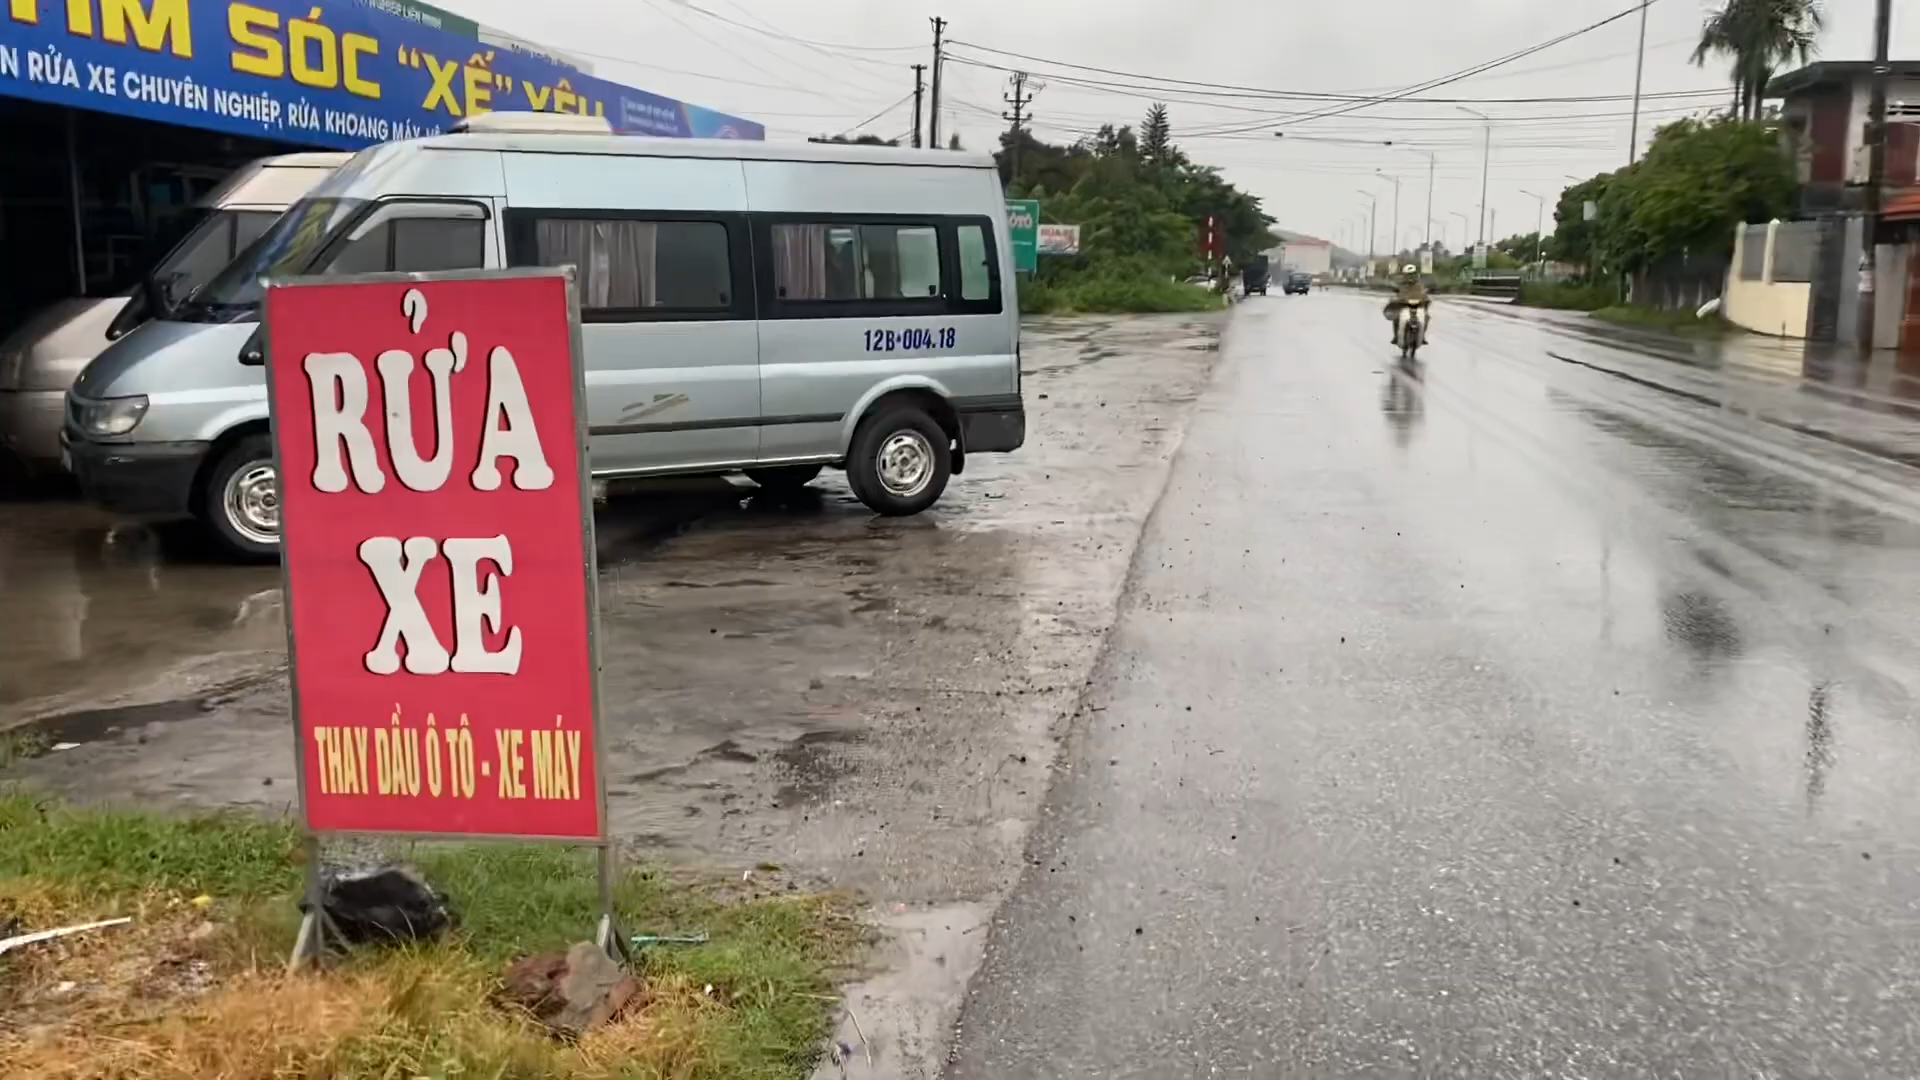 SÓC “XẾ” YÊU
RỬA XE CHUYÊN NGHIỆP, RỬA KHOANG MÁY,
12B-004.18
RỬA
XE
THAY DẦU Ô TÔ - XE MÁY